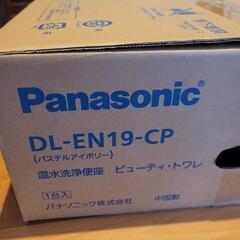 Panasonic
DL-EN19-CP
(パステルアイボリー)
温水洗浄便座 ビューティ・トワレ
1台入
パナソニック株式会社 中国製